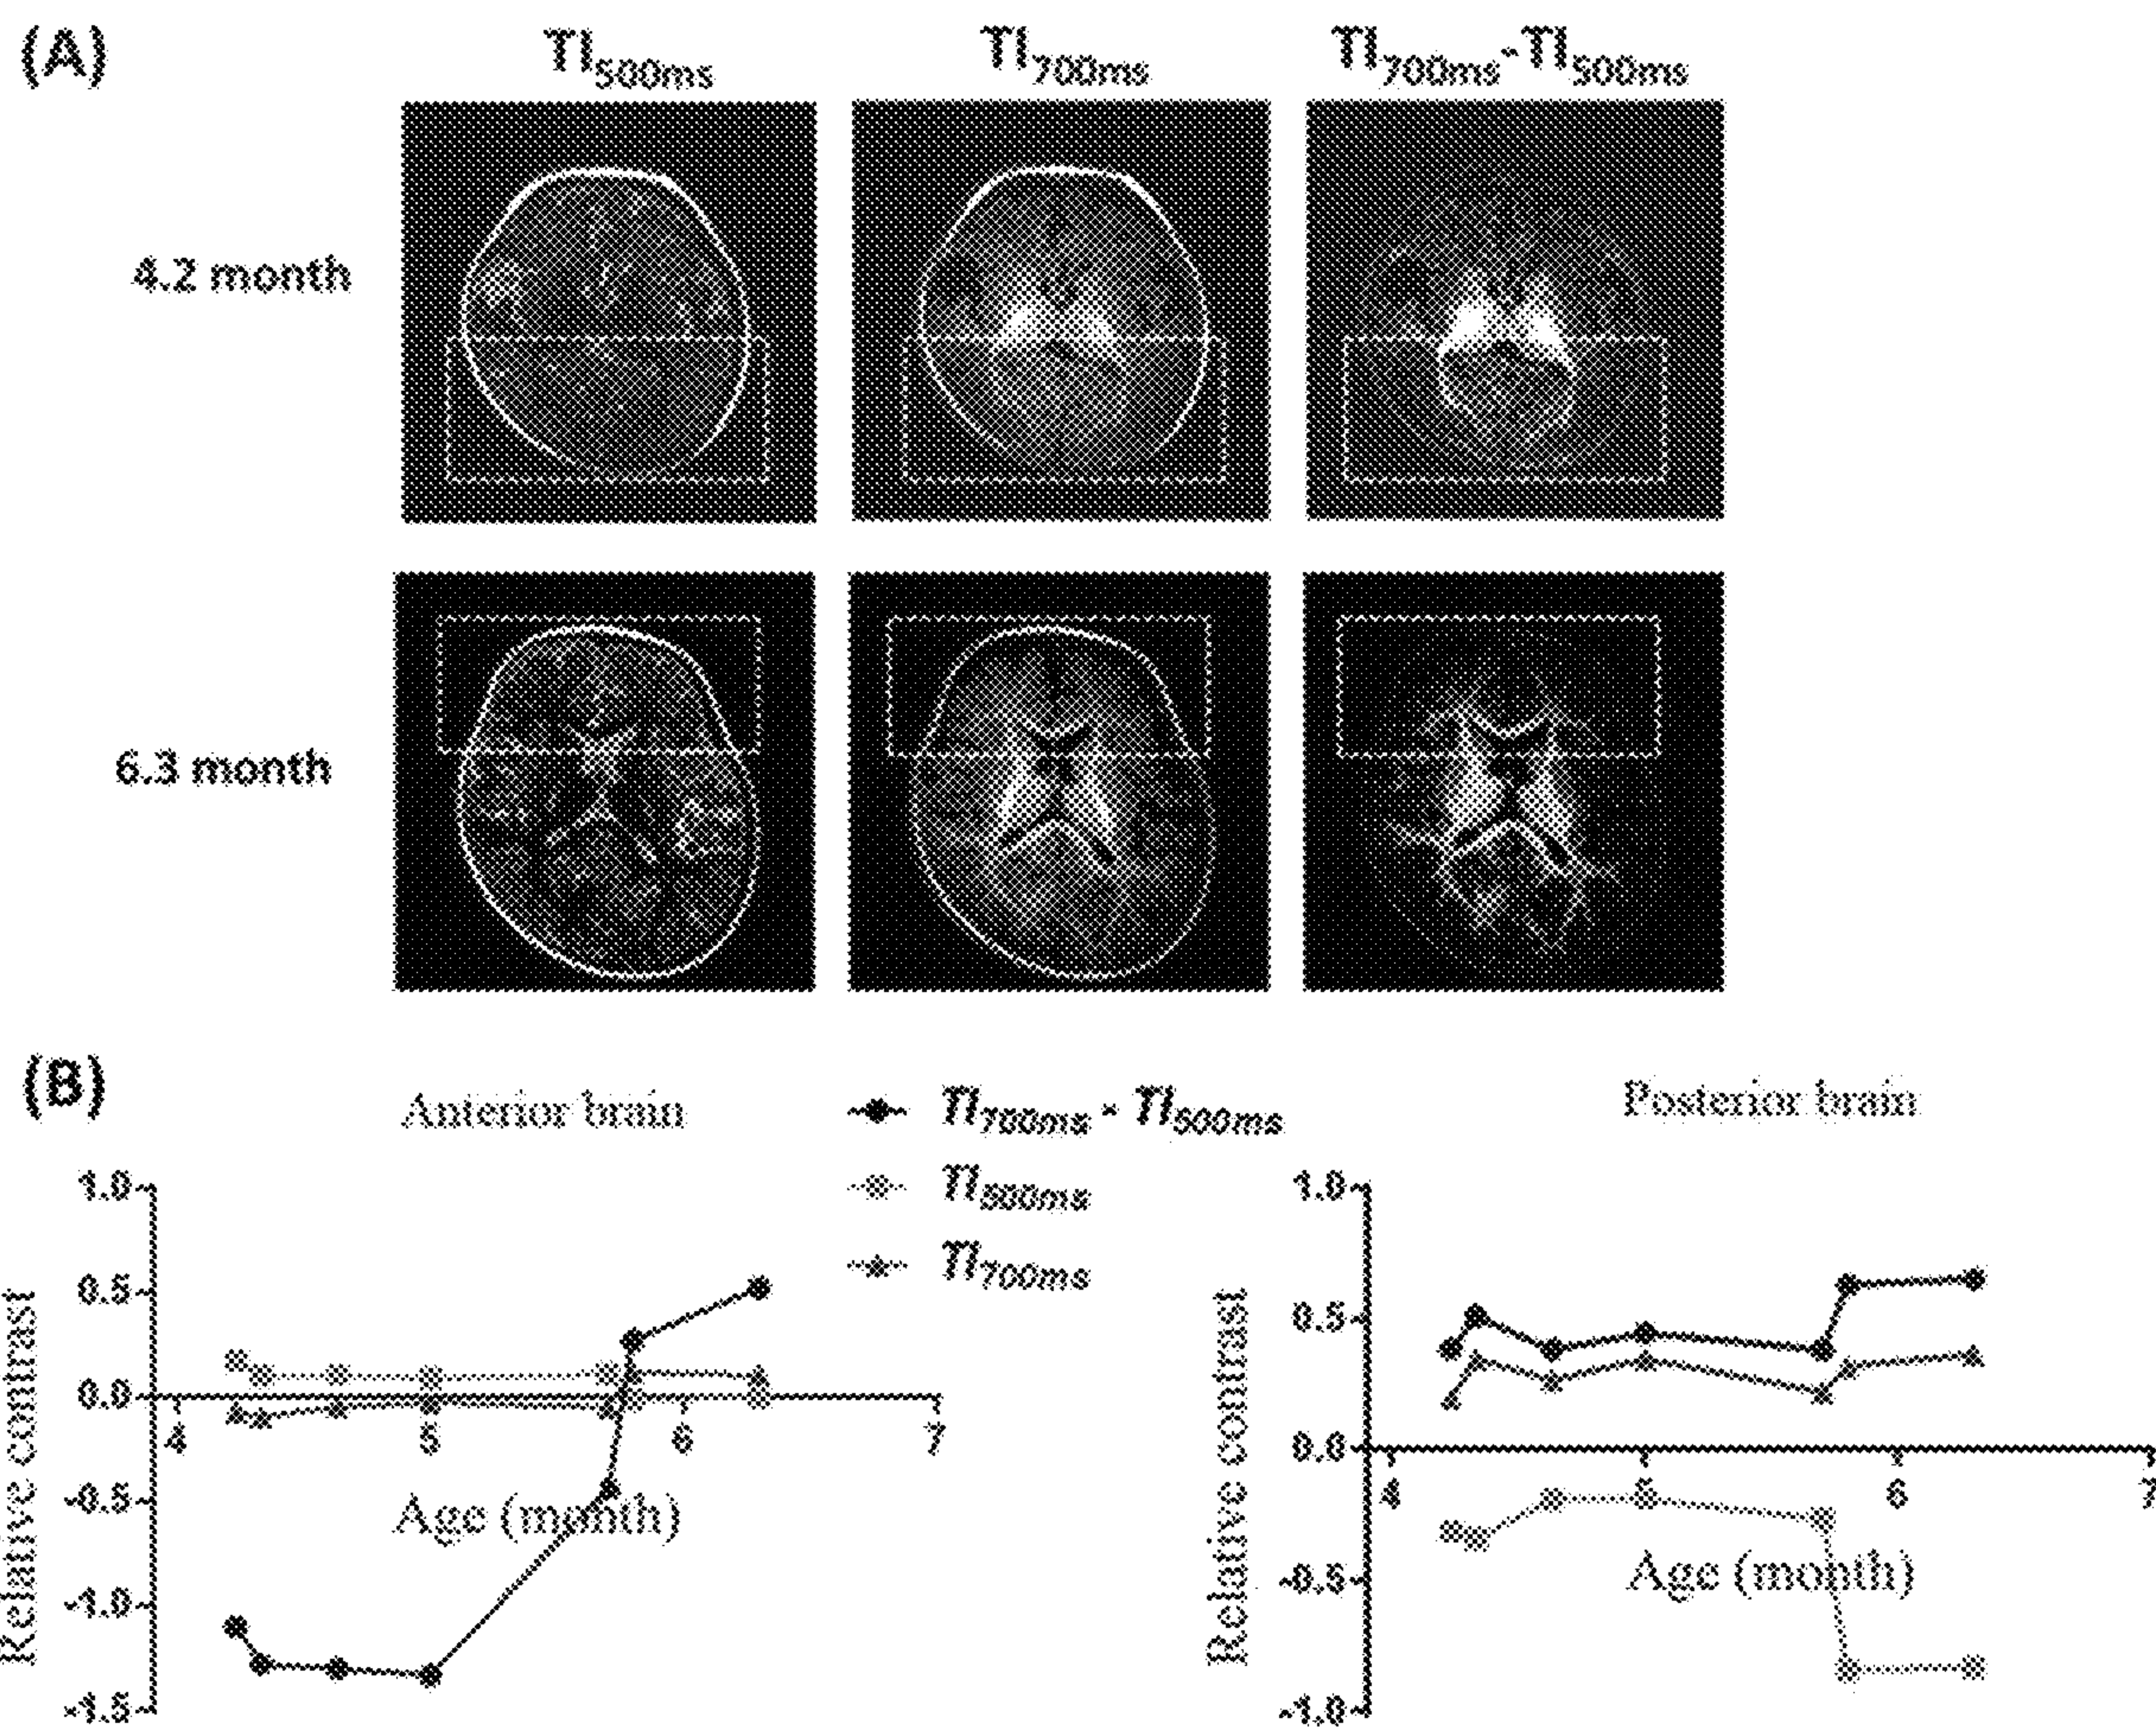 (A)
TI500ms TI700ms TI700ms-TI500ms
4.2 month
6.3 month
(B)
Anterior brain
TI700ms - TI500ms
TI500ms
TI700ms
Posterior brain
Relative contrast
1.0
0.5
0.0
-0.5
-1.0
-1.5
4 5 6 7
Age (month)
Relative contrast
1.0
0.5
0.0
-0.5
-1.0
4 5 6 7
Age (month)